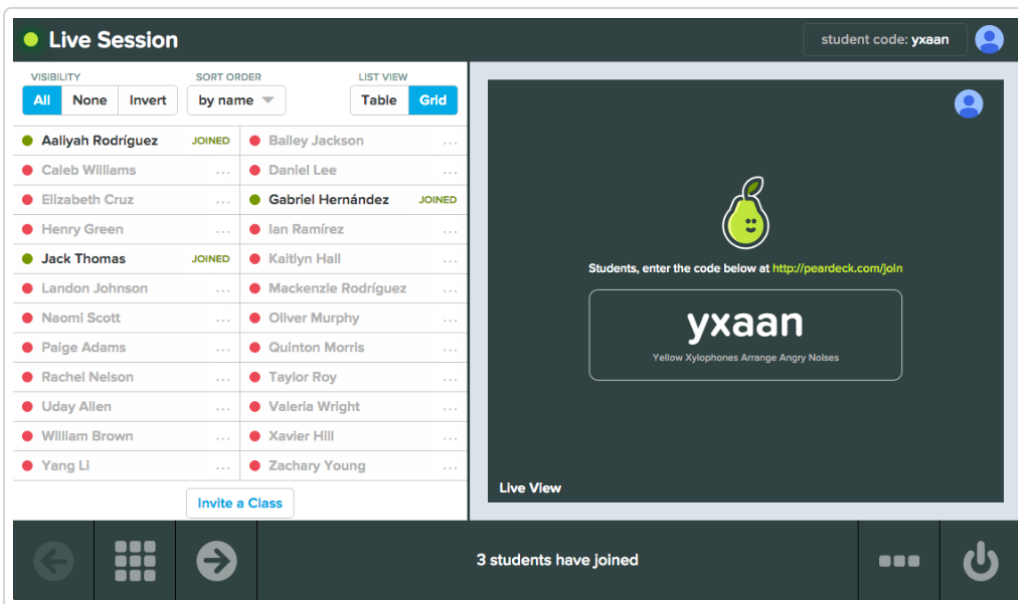 Live Session
student code: yxaan
VISIBILITY SORT ORDER LIST VIEW
All None Invert by name Table Grid
Aaliyah Rodríguez JOINED Bailey Jackson ...
Caleb Williams ... Daniel Lee ...
Elizabeth Cruz ... Gabriel Hernández JOINED
Henry Green ... Ian Ramírez ...
Jack Thomas JOINED Kaitlyn Hall ...
Landon Johnson ... Mackenzie Rodríguez ...
Naomi Scott ... Oliver Murphy ...
Paige Adams ... Quinton Morris ...
Rachel Nelson ... Taylor Roy ...
Uday Allen ... Valeria Wright ...
William Brown ... Xavier Hill ...
Yang Li ... Zachary Young ...
Invite a Class
Students, enter the code below at http://peardeck.com/join
yxaan
Yellow Xylophones Arrange Angry Noises
Live View
3 students have joined